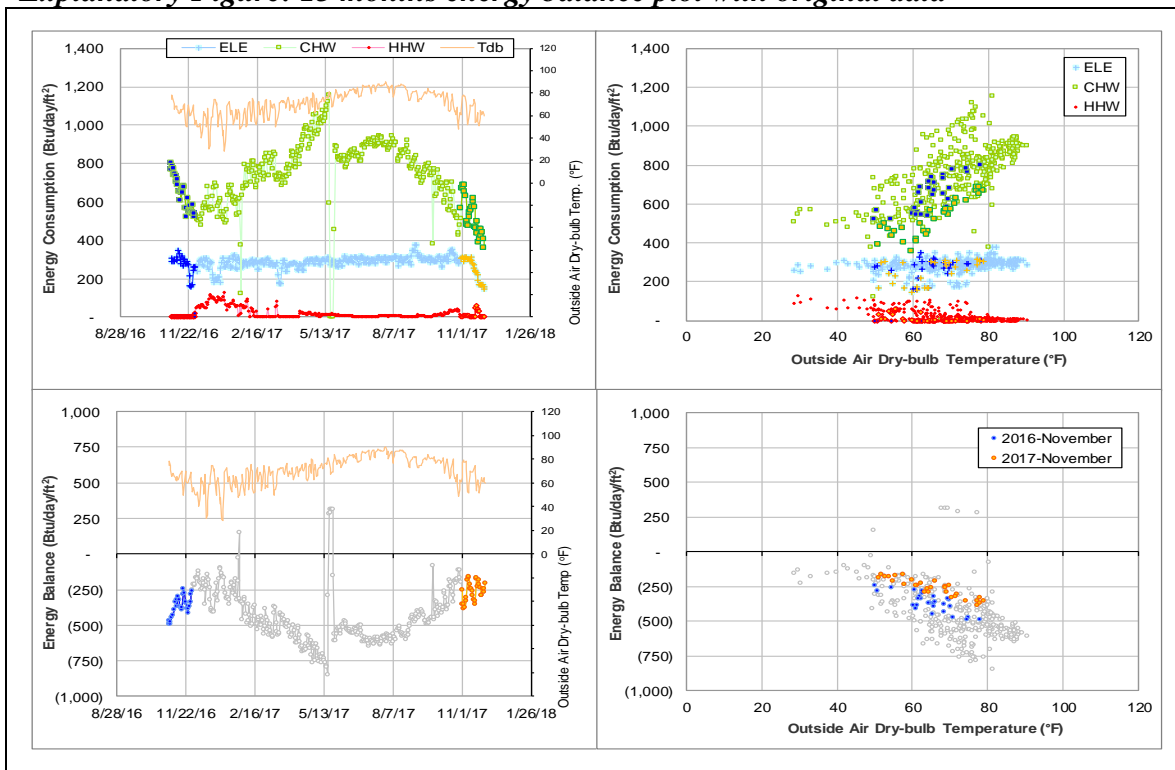 Explanatory Figure: 13 months energy balance plot with original data
ELE CHW HHW Tdb
1,400
1,200
1,000
800
600
400
200
-
Energy Consumption (Btu/day/ft²)
120
100
80
60
40
20
0
Outside Air Dry-bulb Temp. (°F)
8/28/16 11/22/16 2/16/17 5/13/17 8/7/17 11/1/17 1/26/18
1,400
1,200
1,000
800
600
400
200
-
Energy Consumption (Btu/day/ft²)
ELE
CHW
HHW
0 20 40 60 80 100 120
Outside Air Dry-bulb Temperature (°F)
1,000
750
500
250
-
(250)
(500)
(750)
(1,000)
Energy Balance (Btu/day/ft²)
120
100
80
60
40
20
0
Outside Air Dry-bulb Temp (°F)
8/28/16 11/22/16 2/16/17 5/13/17 8/7/17 11/1/17 1/26/18
1,000
750
500
250
-
(250)
(500)
(750)
(1,000)
Energy Balance (Btu/day/ft²)
2016-November
2017-November
0 20 40 60 80 100 120
Outside Air Dry-bulb Temperature (°F)